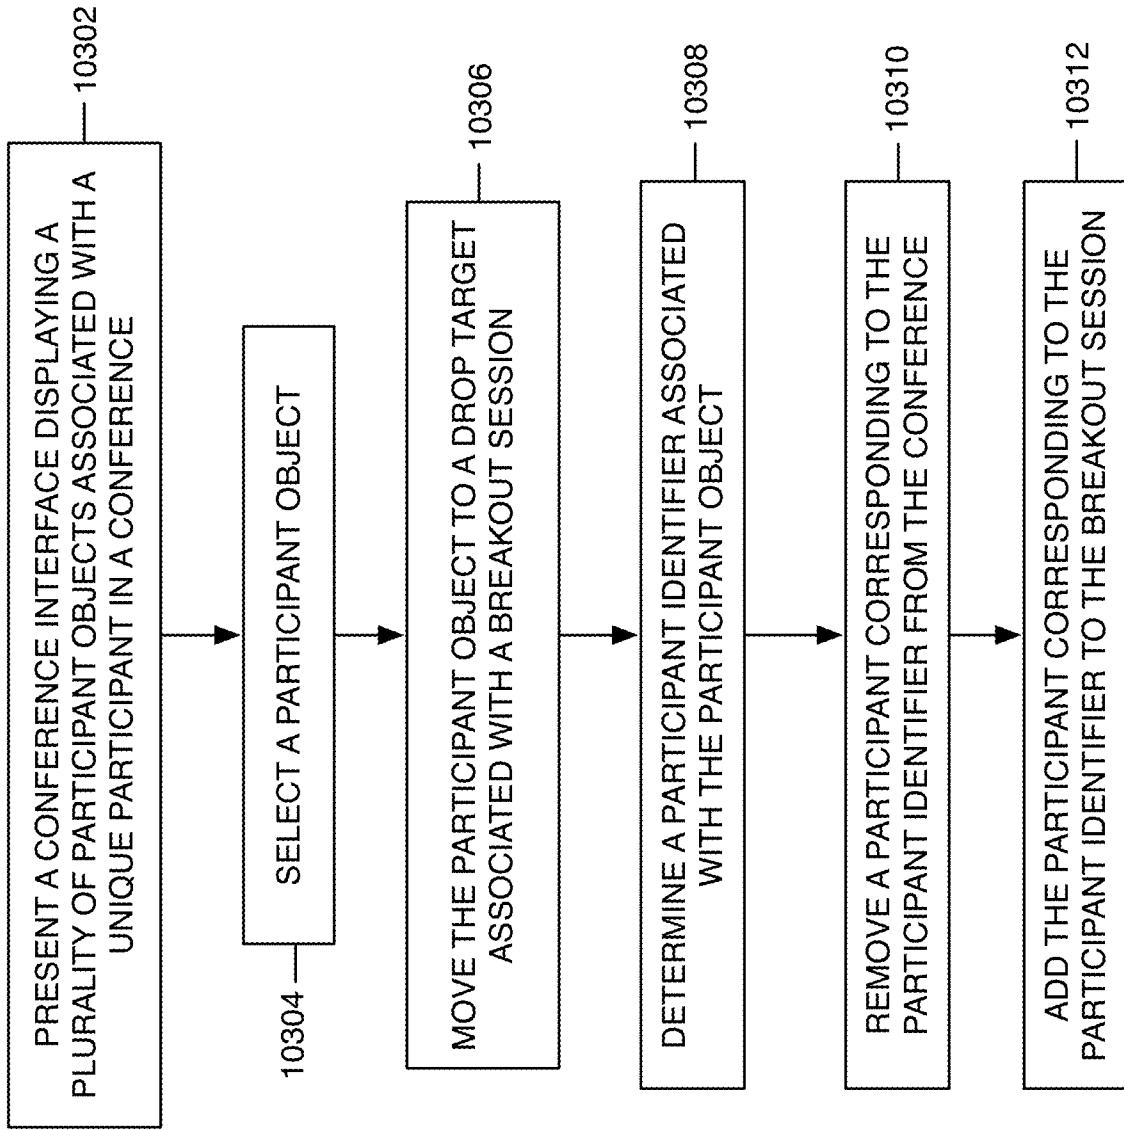 PRESENT A CONFERENCE INTERFACE DISPLAYING A
PLURALITY OF PARTICIPANT OBJECTS ASSOCIATED WITH A
UNIQUE PARTICIPANT IN A CONFERENCE
10302
SELECT A PARTICIPANT OBJECT
10304
MOVE THE PARTICIPANT OBJECT TO A DROP TARGET
ASSOCIATED WITH A BREAKOUT SESSION
10306
DETERMINE A PARTICIPANT IDENTIFIER ASSOCIATED
WITH THE PARTICIPANT OBJECT
10308
REMOVE A PARTICIPANT CORRESPONDING TO THE
PARTICIPANT IDENTIFIER FROM THE CONFERENCE
10310
ADD THE PARTICIPANT CORRESPONDING TO THE
PARTICIPANT IDENTIFIER TO THE BREAKOUT SESSION
10312